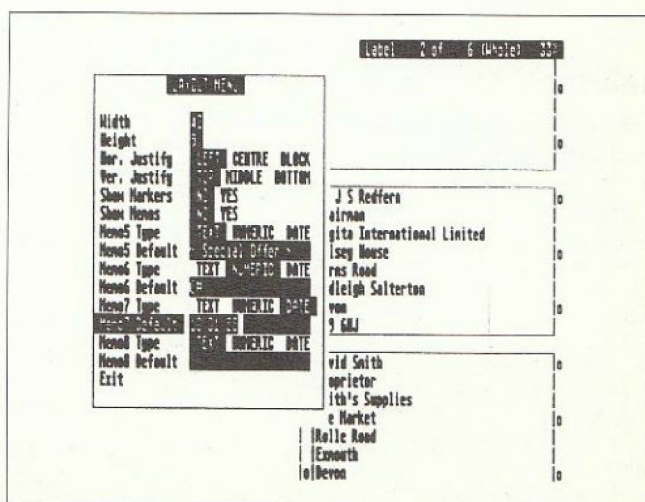 Label 2 of 6 (Whole) 33%
LAYOUT MENU
Width
Height
Hor. Justify LEFT CENTRE BLOCK
Ver. Justify TOP MIDDLE BOTTOM
Show Markers NO YES
Show Memos NO YES
Memo5 Type TEXT NUMERIC DATE
Memo5 Default Special Offer
Memo6 Type TEXT NUMERIC DATE
Memo6 Default
Memo7 Type TEXT NUMERIC DATE
Memo7 Default
Memo8 Type TEXT NUMERIC DATE
Memo8 Default
Exit
J S Redfern
airman
gita International Limited
lsey House
rns Road
dleigh Salterton
von
9 6HJ
vid Smith
oprietor
ith's Supplies
e Market
Rolle Road
Exmouth
Devon